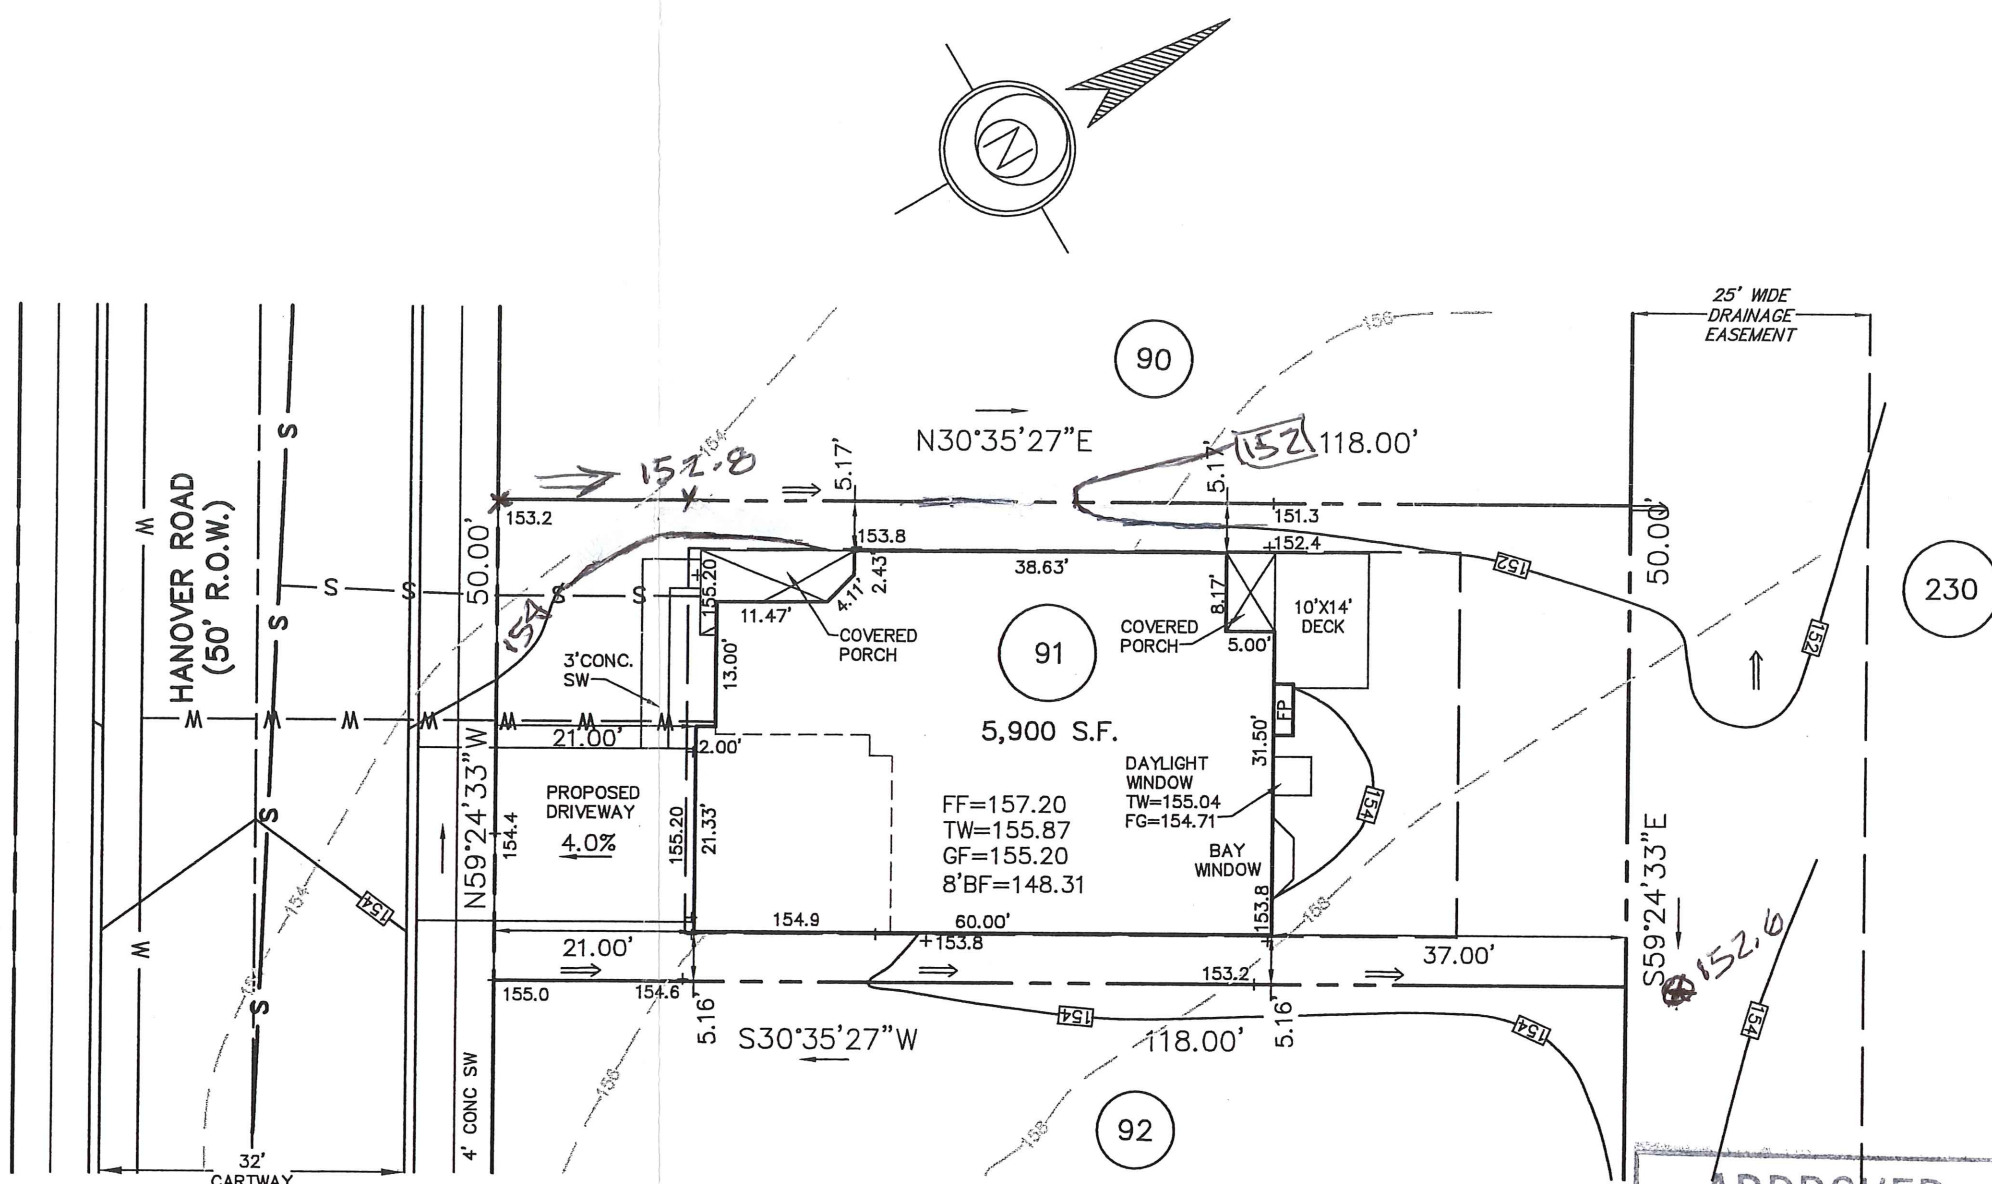 N
25' WIDE
DRAINAGE
EASEMENT
156
90
HANOVER ROAD
(50' R.O.W.)
S
W
154
152.8
5.17'
N30°35'27"E
5.17'
152
118.00'
153.2
153.8
151.3
152.4
50.00'
50.00'
230
S
S
S
S
S
154
155.20
11.47'
4.11'
2.43'
38.63'
8.17'
10'X14'
DECK
152
152
COVERED
PORCH
91
COVERED
PORCH
5.00'
3'CONC.
SW
13.00'
W
W
W
W
W
W
W
21.00'
2.00'
5,900 S.F.
FP
31.50'
N59°24'33"W
PROPOSED
DRIVEWAY
4.0%
154.4
155.20
21.33'
FF=157.20
TW=155.87
GF=155.20
8'BF=148.31
DAYLIGHT
WINDOW
TW=155.04
FG=154.71
BAY
WINDOW
154
153.8
S
S59°24'33"E
154
154
154.9
60.00'
158
153.8
21.00'
37.00'
152.6
W
S
155.0
154.6
153.2
5.16'
S30°35'27"W
154
118.00'
5.16'
154
154
156
92
4' CONC SW
32'
CARTWAY
APPROVED